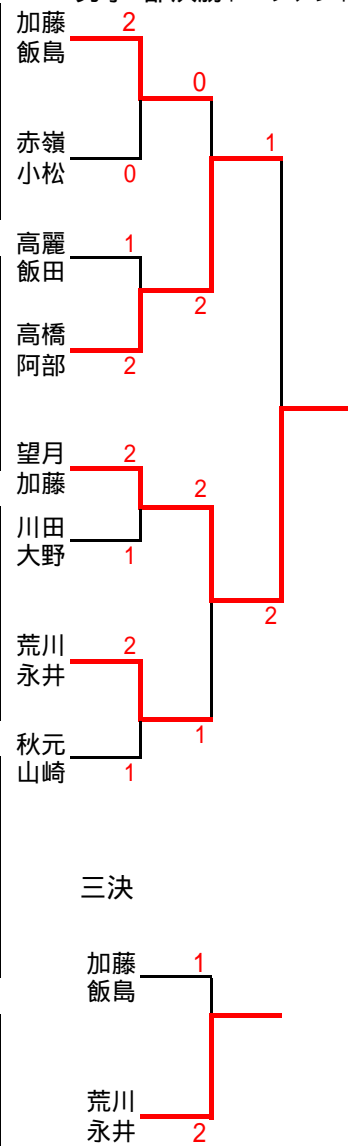 加藤 2
飯島
0
赤嶺
小松 0
1
高麗 1
飯田
2
高橋
阿部 2
望月 2
加藤
2
川田
大野 1
2
荒川 2
永井
1
秋元
山崎 1
三決
加藤 1
飯島
荒川
永井 2